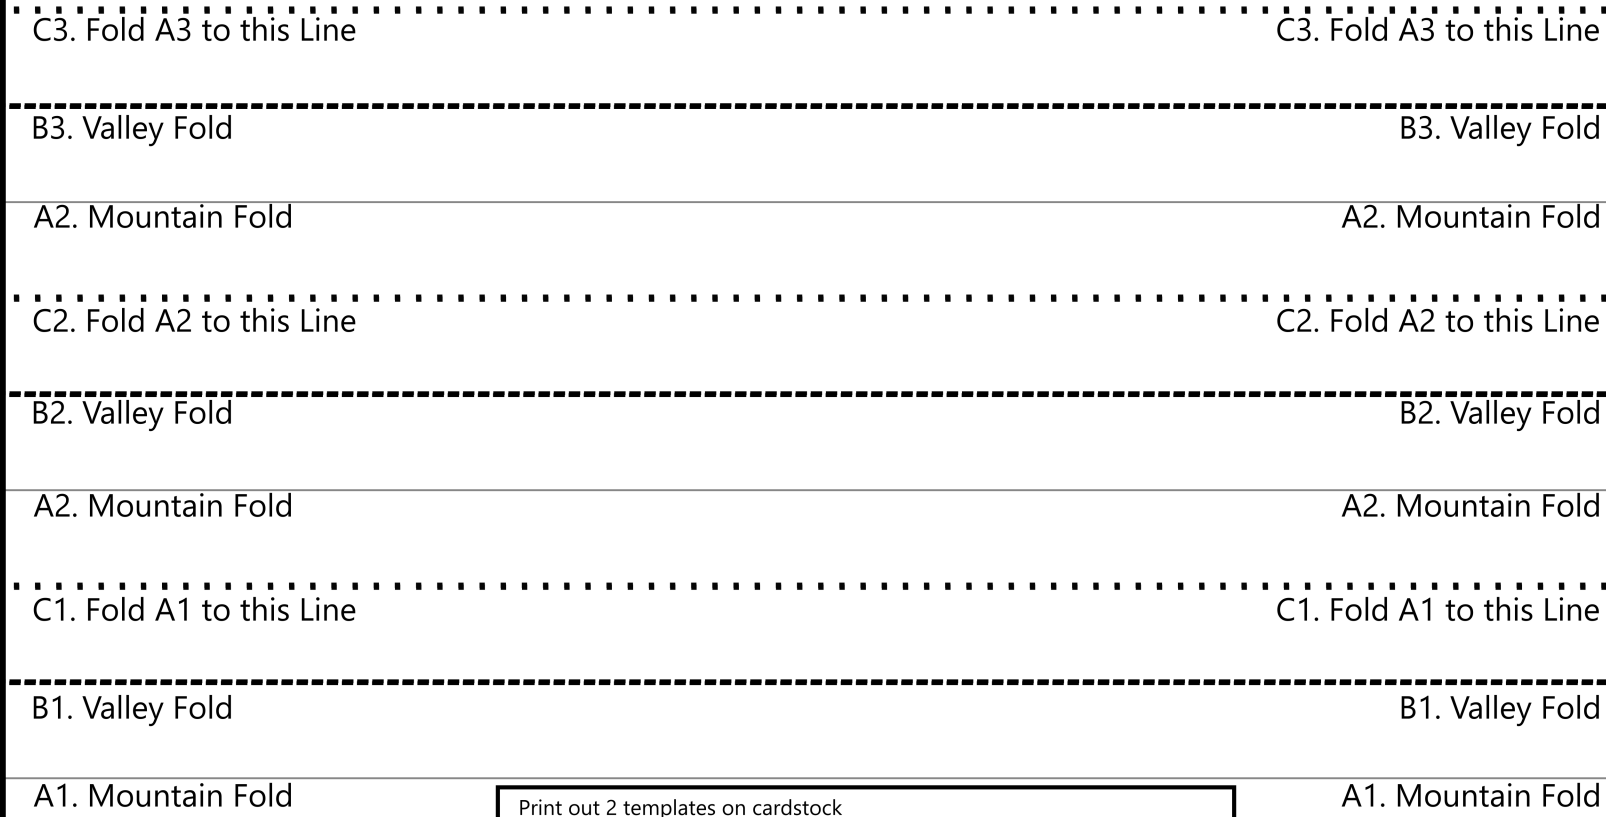 C3. Fold A3 to this Line C3. Fold A3 to this Line
B3. Valley Fold B3. Valley Fold
A2. Mountain Fold A2. Mountain Fold
C2. Fold A2 to this Line C2. Fold A2 to this Line
B2. Valley Fold B2. Valley Fold
A2. Mountain Fold A2. Mountain Fold
C1. Fold A1 to this Line C1. Fold A1 to this Line
B1. Valley Fold B1. Valley Fold
A1. Mountain Fold A1. Mountain Fold
Print out 2 templates on cardstock